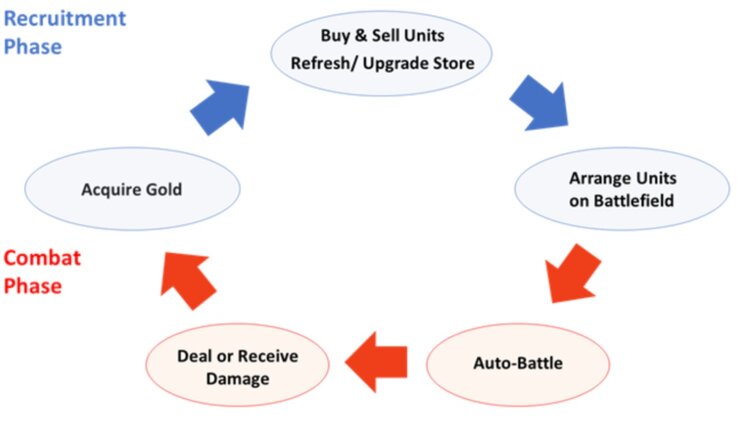 Recruitment
Phase
Buy & Sell Units
Refresh/ Upgrade Store
Acquire Gold
Arrange Units
on Battlefield
Combat
Phase
Deal or Receive
Damage
Auto-Battle